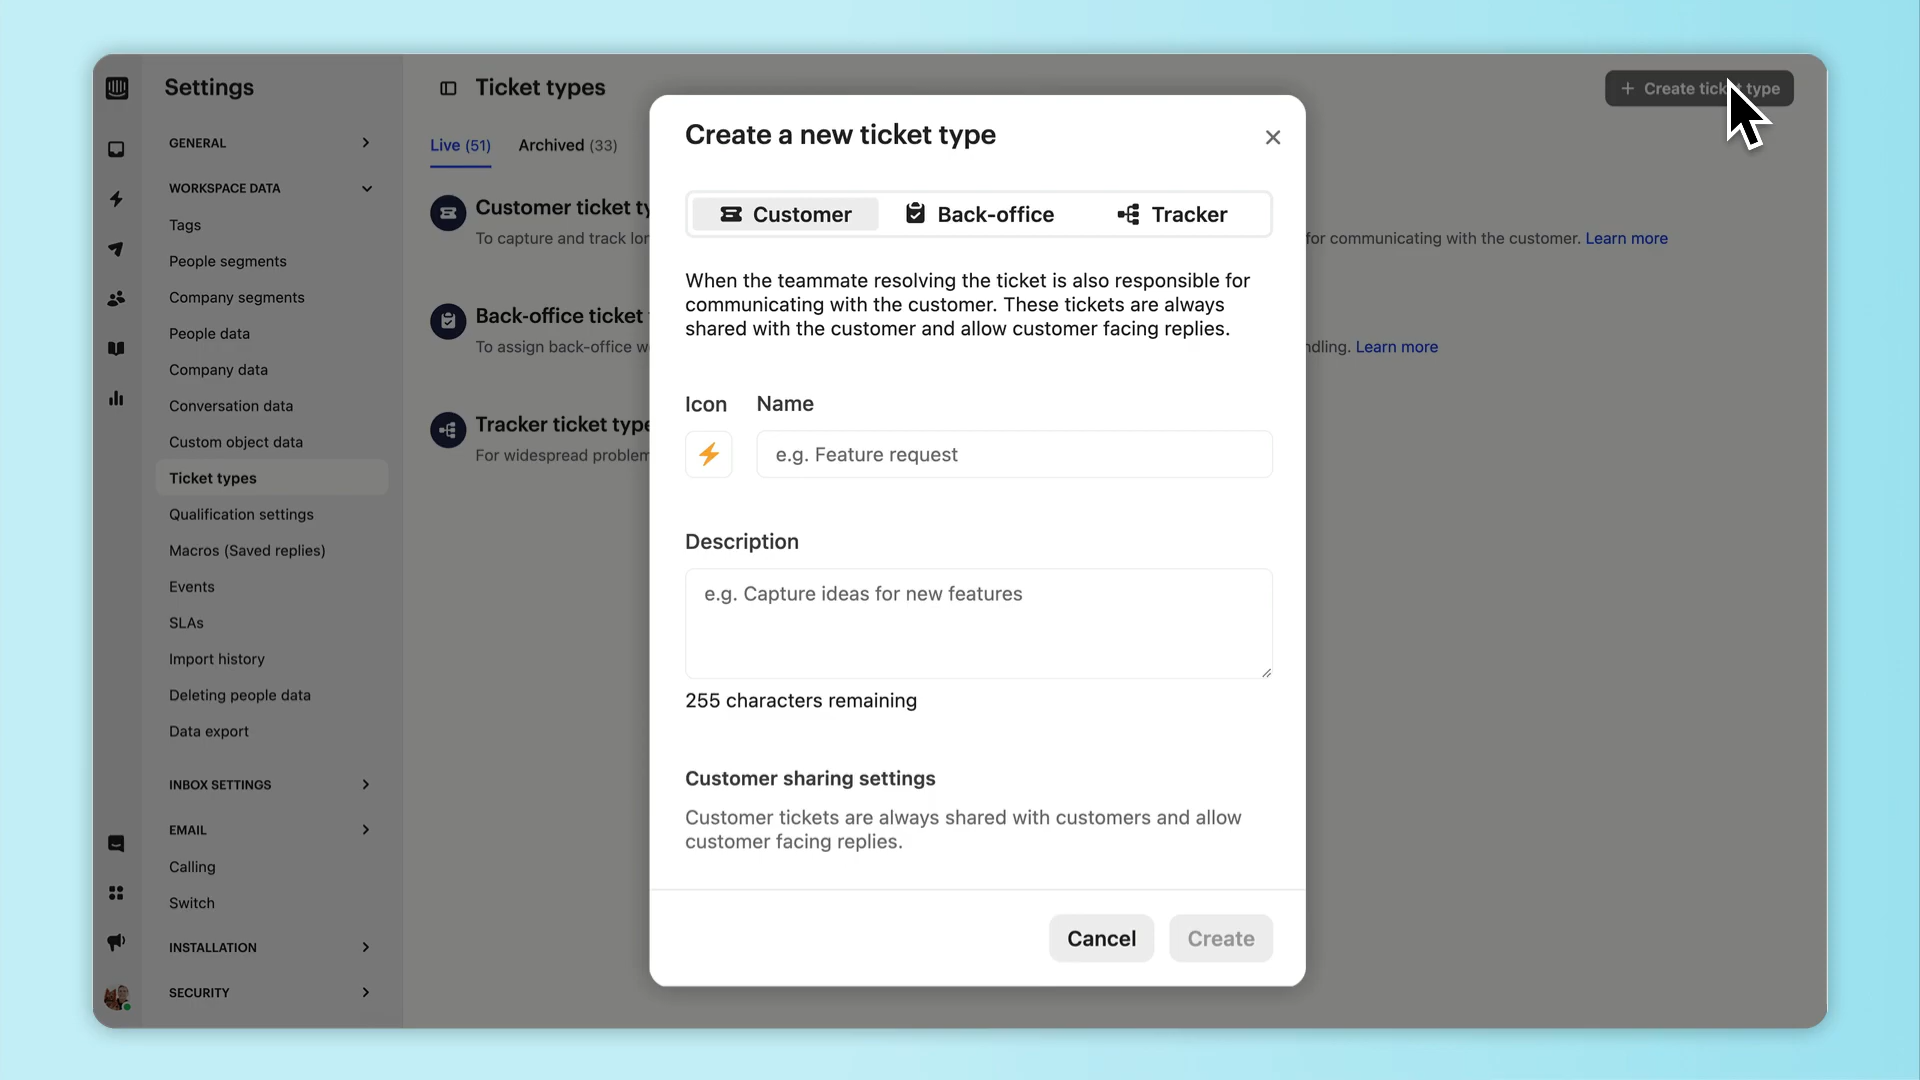 Settings
GENERAL
WORKSPACE DATA
Tags
People segments
Company segments
People data
Company data
Conversation data
Custom object data
Ticket types
Qualification settings
Macros (Saved replies)
Events
SLAs
Import history
Deleting people data
Data export
INBOX SETTINGS
EMAIL
Calling
Switch
INSTALLATION
SECURITY
Ticket types
+ Create ticket type
Live (51)
Archived (33)
Customer ticket ty
To capture and track lor
for communicating with the customer. Learn more
Back-office ticket
To assign back-office w
ndling. Learn more
Tracker ticket type
For widespread problem
Create a new ticket type
Customer
Back-office
Tracker
When the teammate resolving the ticket is also responsible for
communicating with the customer. These tickets are always
shared with the customer and allow customer facing replies.
Icon
Name
e.g. Feature request
Description
e.g. Capture ideas for new features
255 characters remaining
Customer sharing settings
Customer tickets are always shared with customers and allow
customer facing replies.
Cancel
Create